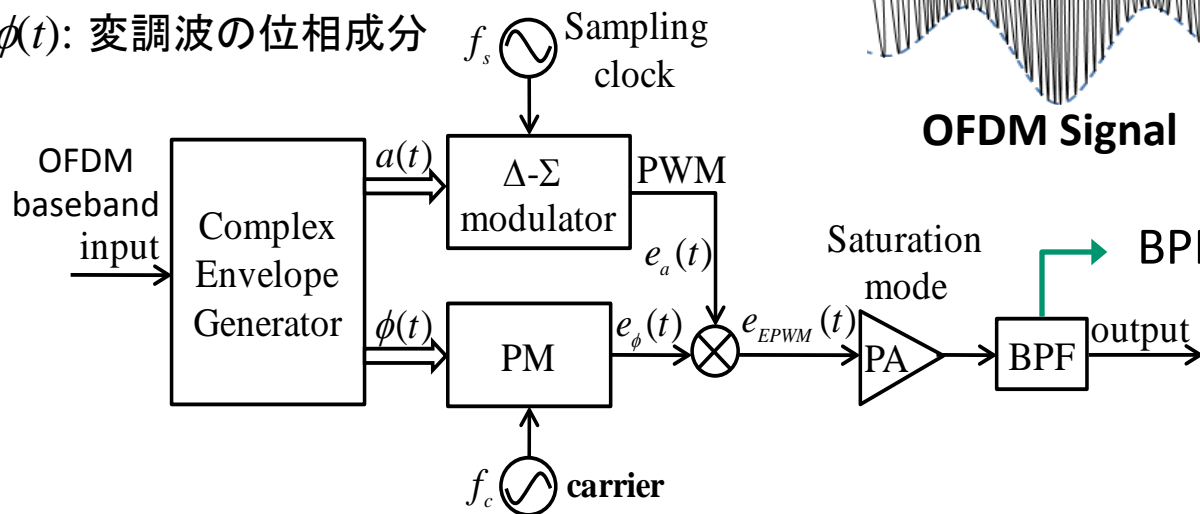 ϕ(t): 変調波の位相成分
f_s
Sampling
clock
OFDM Signal
OFDM
baseband
input
Complex
Envelope
Generator
a(t)
Δ-Σ
modulator
PWM
e_a(t)
ϕ(t)
PM
e_ϕ(t)
e_EPWM(t)
Saturation
mode
PA
BPF
output
f_c
carrier